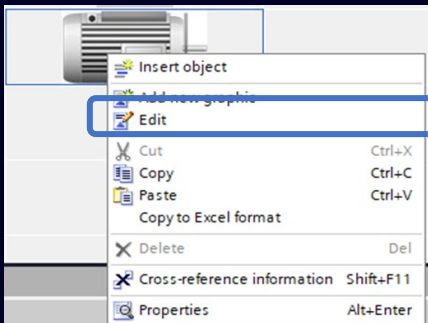 Insert object
Add new graphic
Edit
Cut Ctrl+X
Copy Ctrl+C
Paste Ctrl+V
Copy to Excel format
Delete Del
Cross-reference information Shift+F11
Properties Alt+Enter